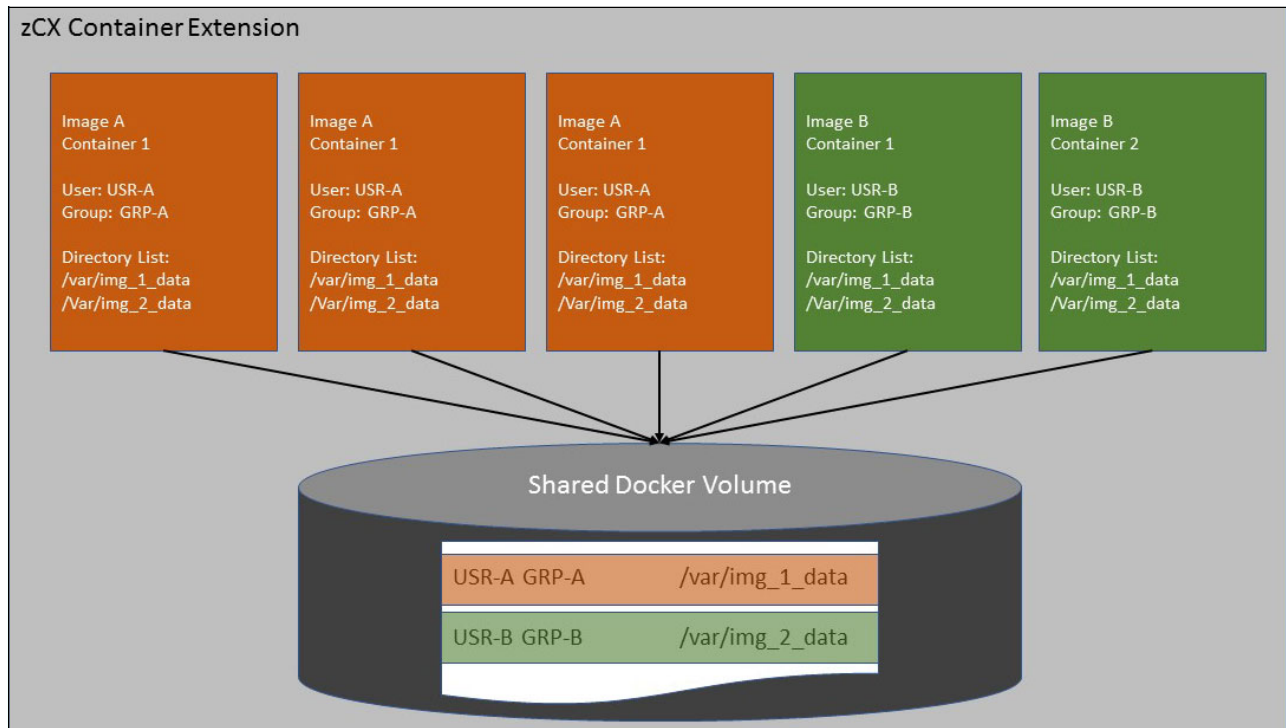 zCX Container Extension
Image A
Container 1
User: USR-A
Group: GRP-A
Directory List:
/var/img_1_data
/Var/img_2_data
Image A
Container 1
User: USR-A
Group: GRP-A
Directory List:
/var/img_1_data
/Var/img_2_data
Image A
Container 1
User: USR-A
Group: GRP-A
Directory List:
/var/img_1_data
/Var/img_2_data
Image B
Container 1
User: USR-B
Group: GRP-B
Directory List:
/var/img_1_data
/Var/img_2_data
Image B
Container 2
User: USR-B
Group: GRP-B
Directory List:
/var/img_1_data
/Var/img_2_data
Shared Docker Volume
USR-A GRP-A /var/img_1_data
USR-B GRP-B /var/img_2_data